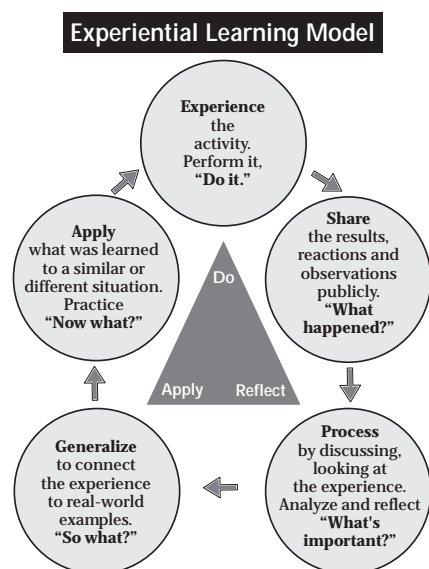 Experiential Learning Model
Experience
the
activity.
Perform it,
“Do it.”
Share
the results,
reactions and
observations
publicly.
“What
happened?”
Process
by discussing,
looking at
the experience.
Analyze and reflect
“What's
important?”
Generalize
to connect
the experience
to real-world
examples.
“So what?”
Apply
what was learned
to a similar or
different situation.
Practice
“Now what?”
Do
Apply Reflect